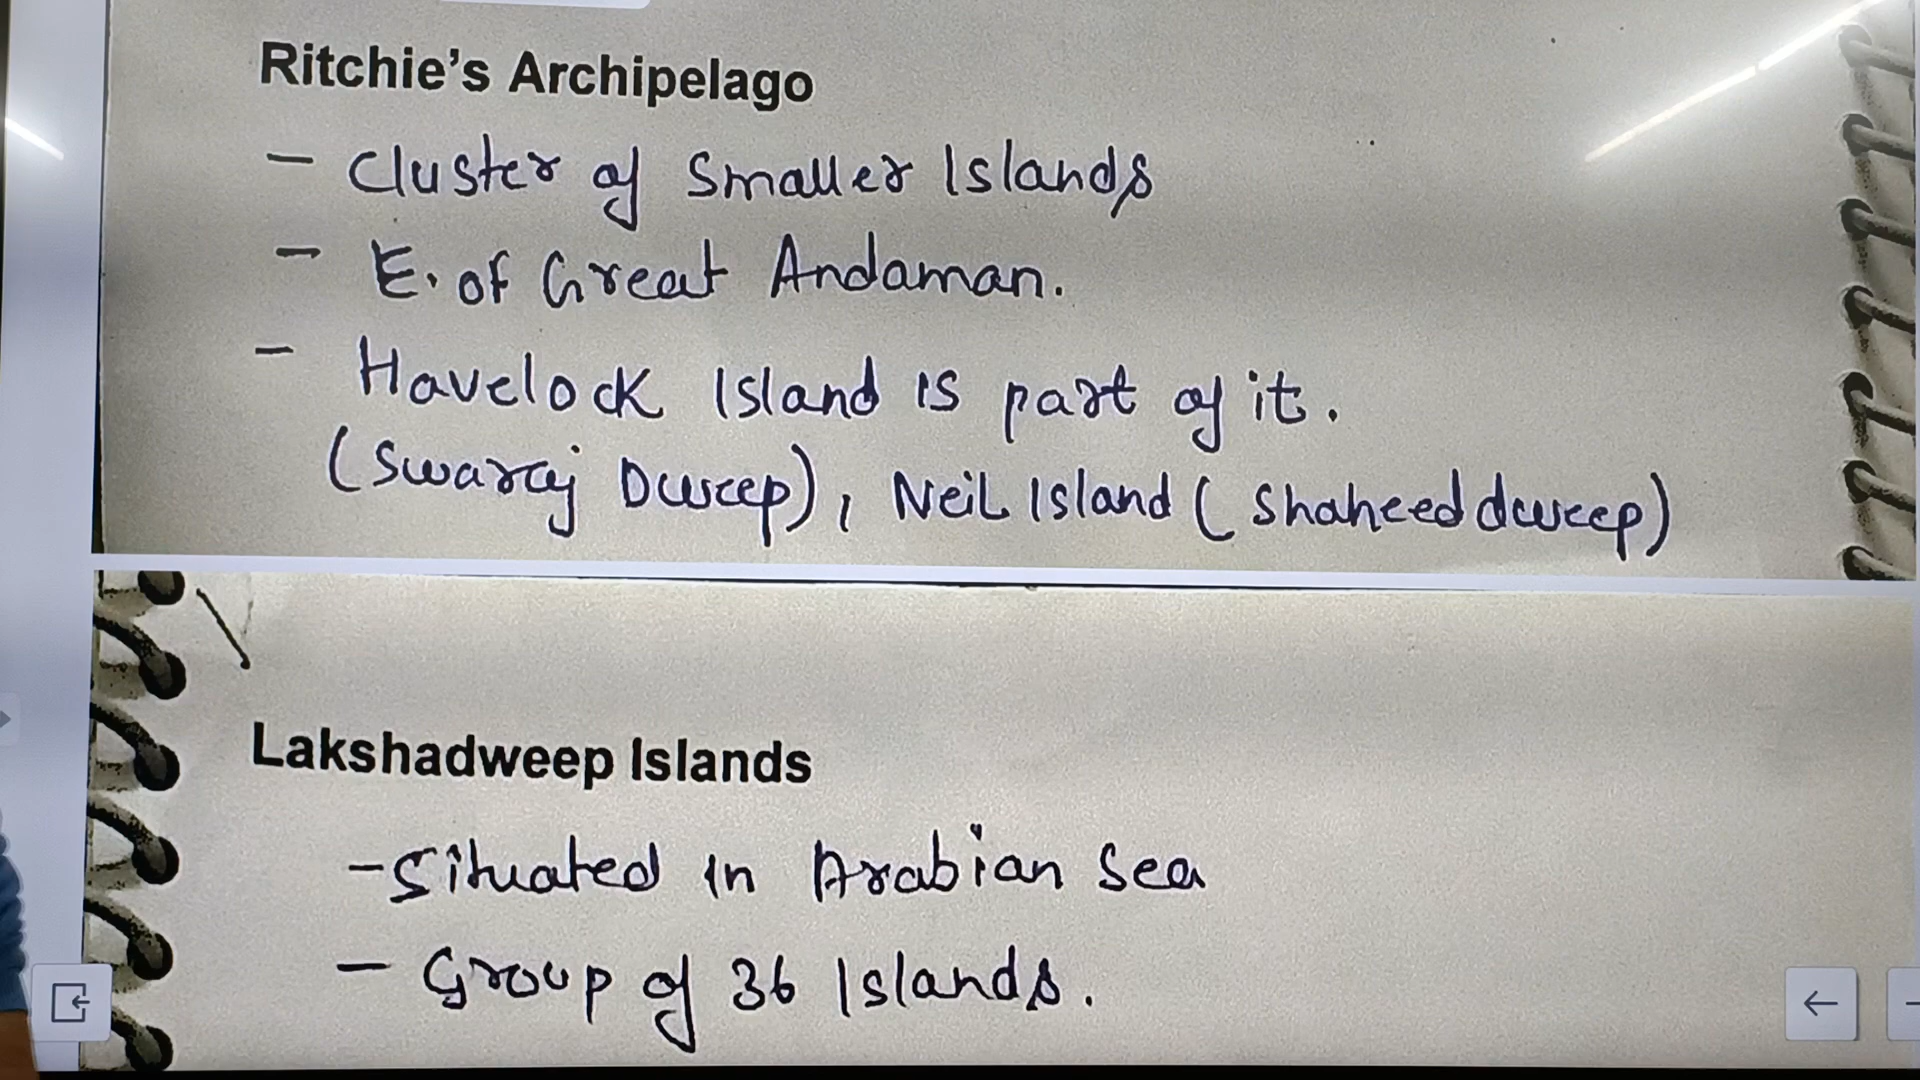 Ritchie's Archipelago
- Cluster of Smaller Islands
- E. of Great Andaman.
- Havelock Island is part of it.
(Swaraj Dweep), Neil Island (Shaheed dweep)
Lakshadweep Islands
- Situated in Arabian Sea
- Group of 36 Islands.